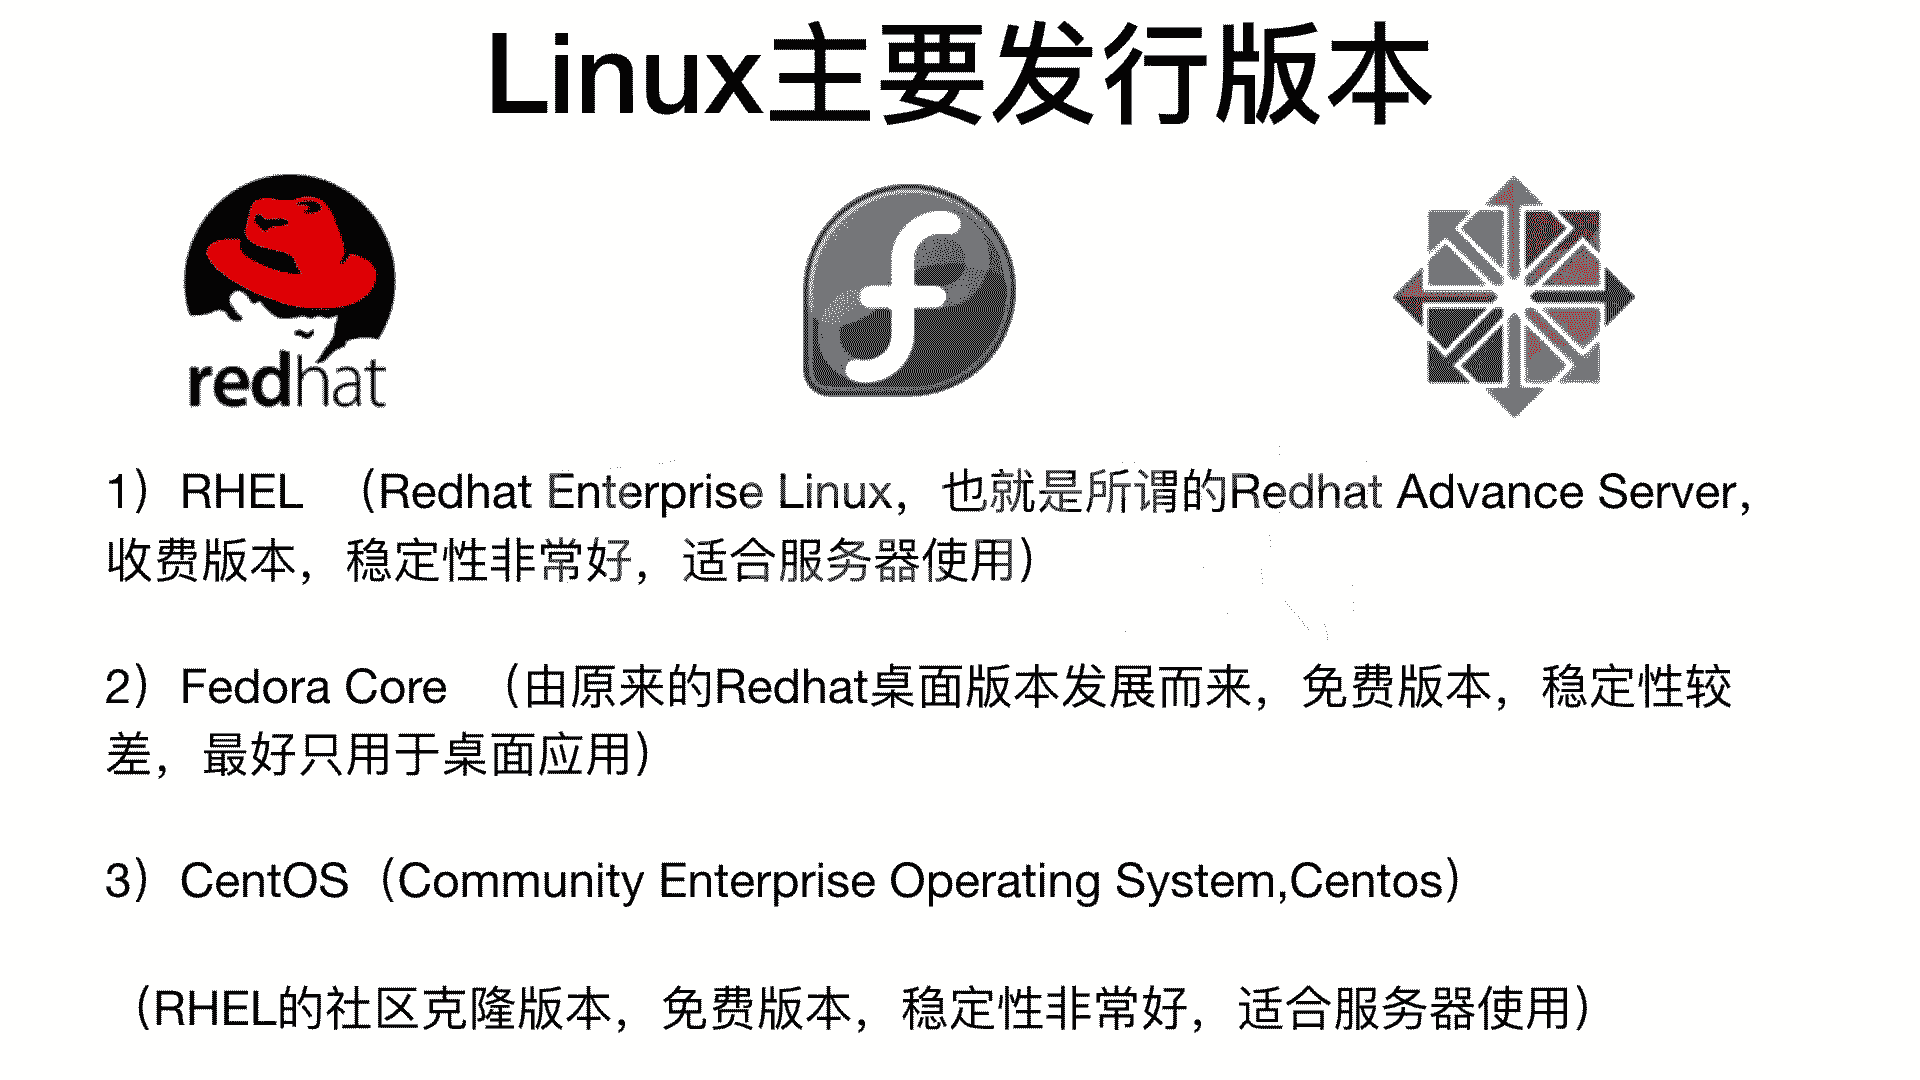 Linux主要发行版本
redhat
1）RHEL （Redhat Enterprise Linux，也就是所谓的Redhat Advance Server，
收费版本，稳定性非常好，适合服务器使用）
2）Fedora Core （由原来的Redhat桌面版本发展而来，免费版本，稳定性较
差，最好只用于桌面应用）
3）CentOS（Community Enterprise Operating System,Centos）
（RHEL的社区克隆版本，免费版本，稳定性非常好，适合服务器使用）